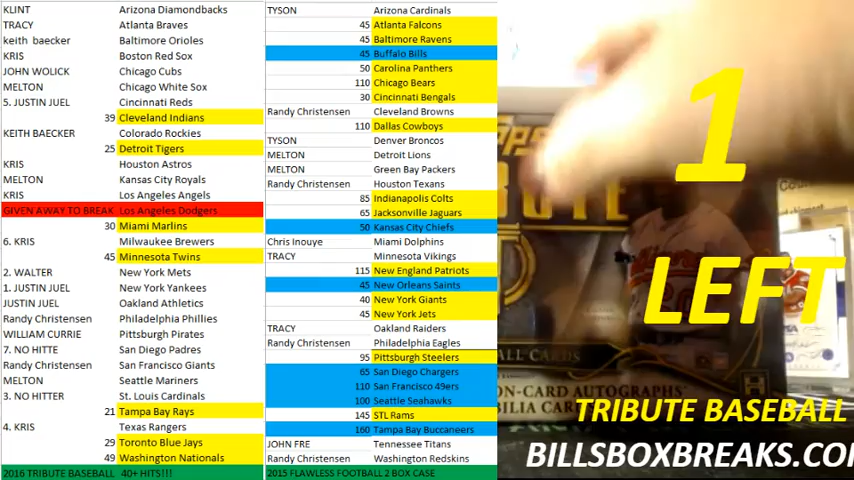 KLINT Arizona Diamondbacks
TRACY Atlanta Braves
keith baecker Baltimore Orioles
KRIS Boston Red Sox
JOHN WOLICK Chicago Cubs
MELTON Chicago White Sox
5. JUSTIN JUEL Cincinnati Reds
39 Cleveland Indians
KEITH BAECKER Colorado Rockies
25 Detroit Tigers
KRIS Houston Astros
MELTON Kansas City Royals
KRIS Los Angeles Angels
GIVEN AWAY TO BREAK Los Angeles Dodgers
30 Miami Marlins
6. KRIS Milwaukee Brewers
45 Minnesota Twins
2. WALTER New York Mets
1. JUSTIN JUEL New York Yankees
JUSTIN JUEL Oakland Athletics
Randy Christensen Philadelphia Phillies
WILLIAM CURRIE Pittsburgh Pirates
7. NO HITTE San Diego Padres
Randy Christensen San Francisco Giants
MELTON Seattle Mariners
3. NO HITTER St. Louis Cardinals
21 Tampa Bay Rays
4. KRIS Texas Rangers
29 Toronto Blue Jays
49 Washington Nationals
2016 TRIBUTE BASEBALL 40+ HITS!!!
TYSON Arizona Cardinals
45 Atlanta Falcons
45 Baltimore Ravens
45 Buffalo Bills
50 Carolina Panthers
110 Chicago Bears
30 Cincinnati Bengals
Randy Christensen Cleveland Browns
110 Dallas Cowboys
TYSON Denver Broncos
MELTON Detroit Lions
MELTON Green Bay Packers
Randy Christensen Houston Texans
85 Indianapolis Colts
65 Jacksonville Jaguars
50 Kansas City Chiefs
Chris Inouye Miami Dolphins
TRACY Minnesota Vikings
115 New England Patriots
45 New Orleans Saints
40 New York Giants
45 New York Jets
TRACY Oakland Raiders
Randy Christensen Philadelphia Eagles
95 Pittsburgh Steelers
65 San Diego Chargers
110 San Francisco 49ers
100 Seattle Seahawks
145 STL Rams
160 Tampa Bay Buccaneers
JOHN FRE Tennessee Titans
Randy Christensen Washington Redskins
2015 FLAWLESS FOOTBALL 2 BOX CASE
1
LEFT
ALL CARDS
ON-CARD AUTOGRAPHS
TRIBUTE BASEBALL
BILLSBOXBREAKS.CO